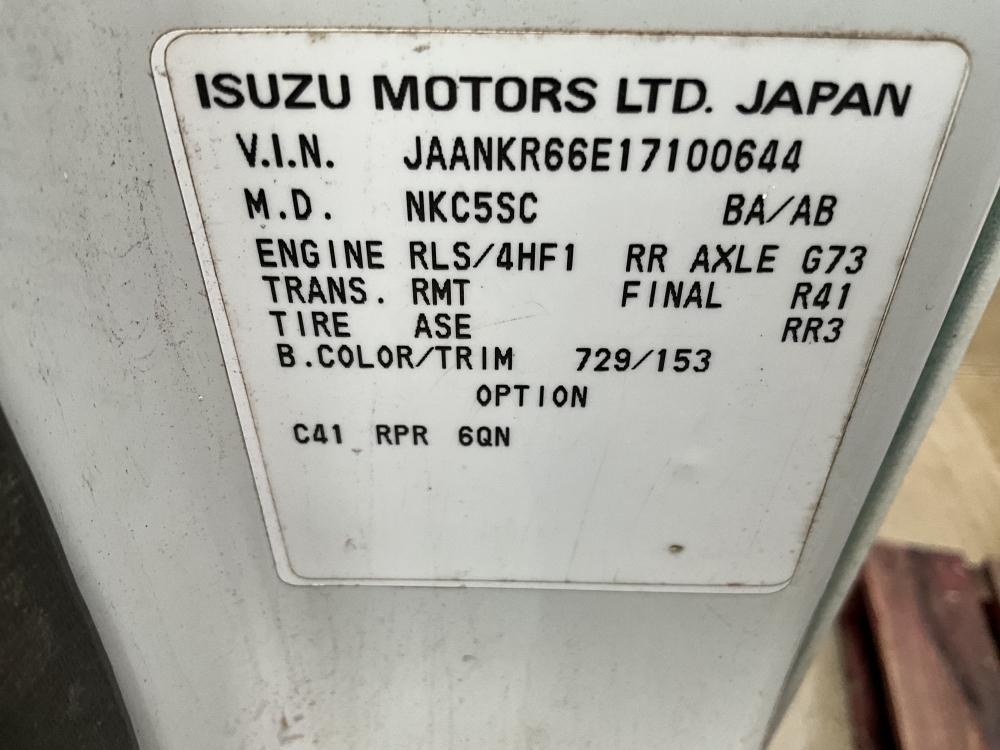 ISUZU MOTORS LTD. JAPAN
V.I.N. JAANKR66E17100644
M.D. NKC5SC BA/AB
ENGINE RLS/4HF1 RR AXLE G73
TRANS. RMT FINAL R41
TIRE ASE RR3
B.COLOR/TRIM 729/153
OPTION
C41 RPR 6QN